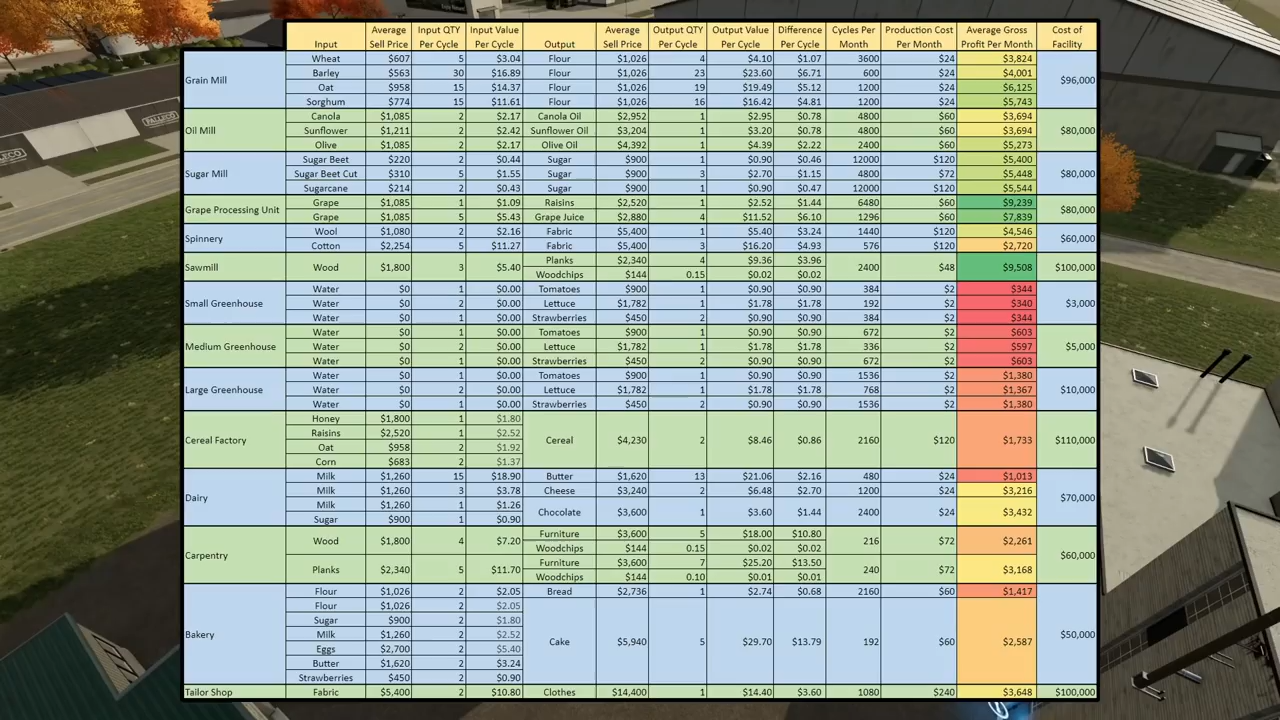 Input Average Sell Price Input QTY Per Cycle Input Value Per Cycle Output Average Sell Price Output QTY Per Cycle Output Value Per Cycle Difference Per Cycle Cycles Per Month Production Cost Per Month Average Gross Profit Per Month Cost of Facility
Grain Mill Wheat $607 5 $3.04 Flour $1,026 4 $4.10 $1.07 3600 $24 $3,824 $96,000
Barley $563 30 $16.89 Flour $1,026 23 $23.60 $6.71 600 $24 $4,001
Oat $958 15 $14.37 Flour $1,026 19 $19.49 $5.12 1200 $24 $6,125
Sorghum $774 15 $11.61 Flour $1,026 16 $16.42 $4.81 1200 $24 $5,743
Oil Mill Canola $1,085 2 $2.17 Canola Oil $2,952 1 $2.95 $0.78 4800 $60 $3,694 $80,000
Sunflower $1,211 2 $2.42 Sunflower Oil $3,204 1 $3.20 $0.78 4800 $60 $3,694
Olive $1,085 2 $2.17 Olive Oil $4,392 1 $4.39 $2.22 2400 $60 $5,273
Sugar Mill Sugar Beet $220 2 $0.44 Sugar $900 1 $0.90 $0.46 12000 $120 $5,400 $80,000
Sugar Beet Cut $310 5 $1.55 Sugar $900 3 $2.70 $1.15 4800 $72 $5,448
Sugarcane $214 2 $0.43 Sugar $900 1 $0.90 $0.47 12000 $120 $5,544
Grape Processing Unit Grape $1,085 1 $1.09 Raisins $2,520 1 $2.52 $1.44 6480 $60 $9,239 $80,000
Grape $1,085 5 $5.43 Grape Juice $2,880 4 $11.52 $6.10 1296 $60 $7,839
Spinnery Wool $1,080 2 $2.16 Fabric $5,400 1 $5.40 $3.24 1440 $120 $4,546 $60,000
Cotton $2,254 5 $11.27 Fabric $5,400 3 $16.20 $4.93 576 $120 $2,720
Sawmill Wood $1,800 3 $5.40 Planks $2,340 4 $9.36 $3.96 2400 $48 $9,508 $100,000
Woodchips $144 0.15 $0.02 $0.02
Small Greenhouse Water $0 1 $0.00 Tomatoes $900 1 $0.90 $0.90 384 $2 $344 $3,000
Water $0 2 $0.00 Lettuce $1,782 1 $1.78 $1.78 192 $2 $340
Water $0 1 $0.00 Strawberries $450 2 $0.90 $0.90 384 $2 $344
Medium Greenhouse Water $0 1 $0.00 Tomatoes $900 1 $0.90 $0.90 672 $2 $603 $5,000
Water $0 2 $0.00 Lettuce $1,782 1 $1.78 $1.78 336 $2 $597
Water $0 1 $0.00 Strawberries $450 2 $0.90 $0.90 672 $2 $603
Large Greenhouse Water $0 1 $0.00 Tomatoes $900 1 $0.90 $0.90 1536 $2 $1,380 $10,000
Water $0 2 $0.00 Lettuce $1,782 1 $1.78 $1.78 768 $2 $1,367
Water $0 1 $0.00 Strawberries $450 2 $0.90 $0.90 1536 $2 $1,380
Cereal Factory Honey $1,800 1 $1.80 Cereal $4,230 2 $8.46 $0.86 2160 $120 $1,733 $110,000
Raisins $2,520 1 $2.52
Oat $958 2 $1.92
Corn $683 2 $1.37
Dairy Milk $1,260 15 $18.90 Butter $1,620 13 $21.06 $2.16 480 $24 $1,013 $70,000
Milk $1,260 3 $3.78 Cheese $3,240 2 $6.48 $2.70 1200 $24 $3,216
Milk $1,260 1 $1.26 Chocolate $3,600 1 $3.60 $1.44 2400 $24 $3,432
Sugar $900 1 $0.90
Carpentry Wood $1,800 4 $7.20 Furniture $3,600 5 $18.00 $10.80 216 $72 $2,261 $60,000
Woodchips $144 0.15 $0.02 $0.02
Planks $2,340 5 $11.70 Furniture $3,600 7 $25.20 $13.50 240 $72 $3,168
Woodchips $144 0.10 $0.01 $0.01
Bakery Flour $1,026 2 $2.05 Bread $2,736 1 $2.74 $0.68 2160 $60 $1,417 $50,000
Flour $1,026 2 $2.05 Cake $5,940 5 $29.70 $13.79 192 $60 $2,587
Sugar $900 2 $1.80
Milk $1,260 2 $2.52
Eggs $2,700 2 $5.40
Butter $1,620 2 $3.24
Strawberries $450 2 $0.90
Tailor Shop Fabric $5,400 2 $10.80 Clothes $14,400 1 $14.40 $3.60 1080 $240 $3,648 $100,000